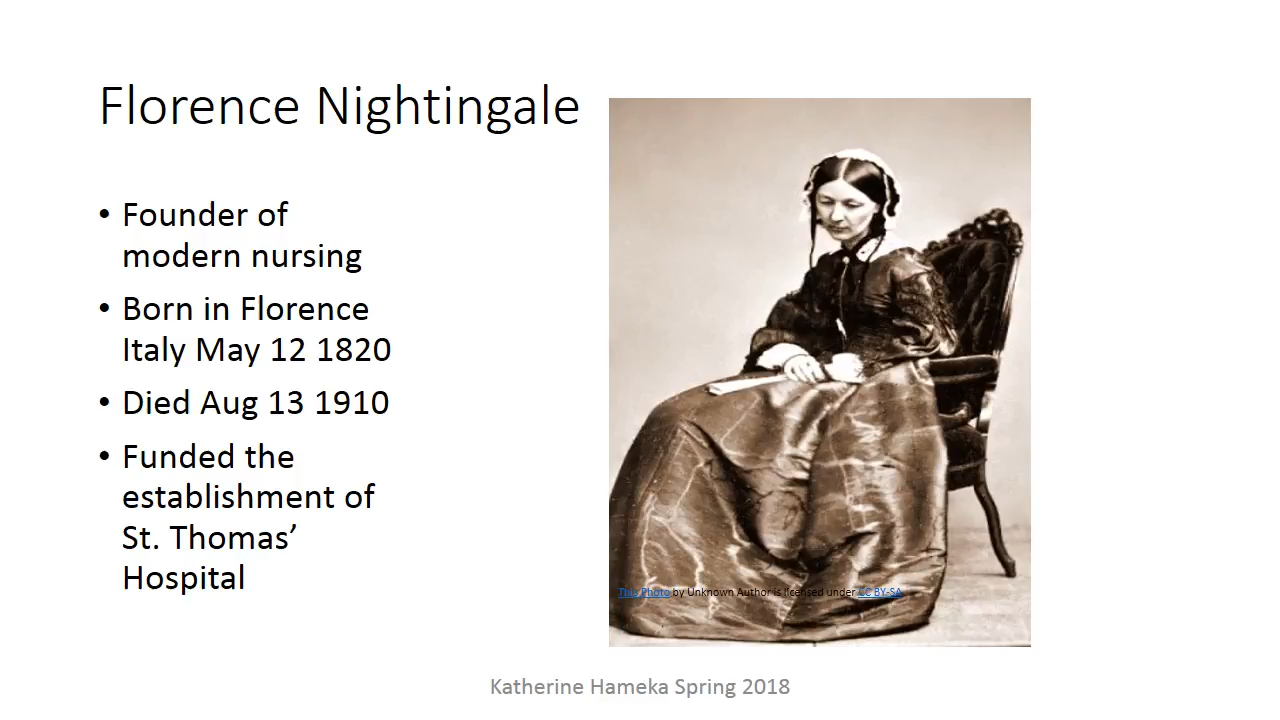 Florence Nightingale
• Founder of
modern nursing
• Born in Florence
Italy May 12 1820
• Died Aug 13 1910
• Funded the
establishment of
St. Thomas’
Hospital
This Photo by Unknown Author is licensed under CC BY-SA
Katherine Hameka Spring 2018